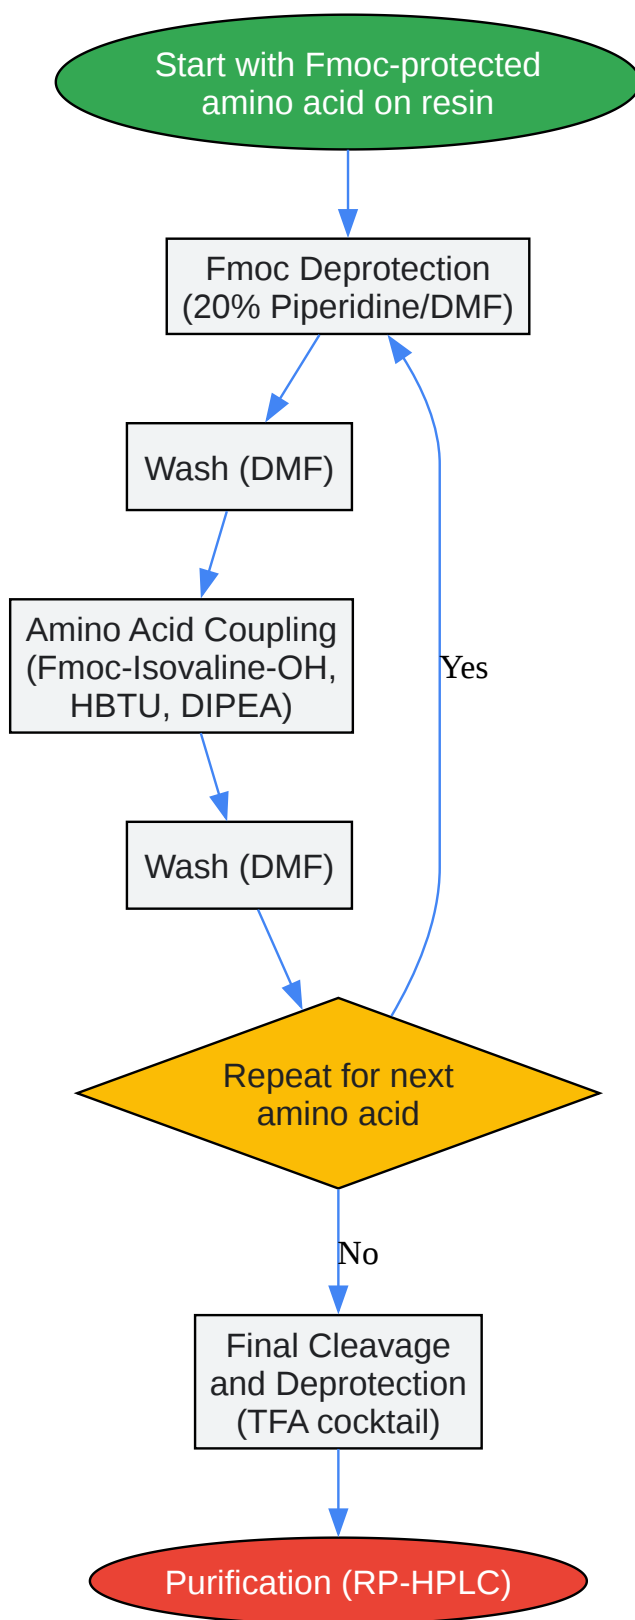 Start with Fmoc-protected
amino acid on resin
Fmoc Deprotection
(20% Piperidine/DMF)
Wash (DMF)
Amino Acid Coupling
(Fmoc-Isovaline-OH,
HBTU, DIPEA)
Yes
Wash (DMF)
Repeat for next
amino acid
No
Final Cleavage
and Deprotection
(TFA cocktail)
Purification (RP-HPLC)